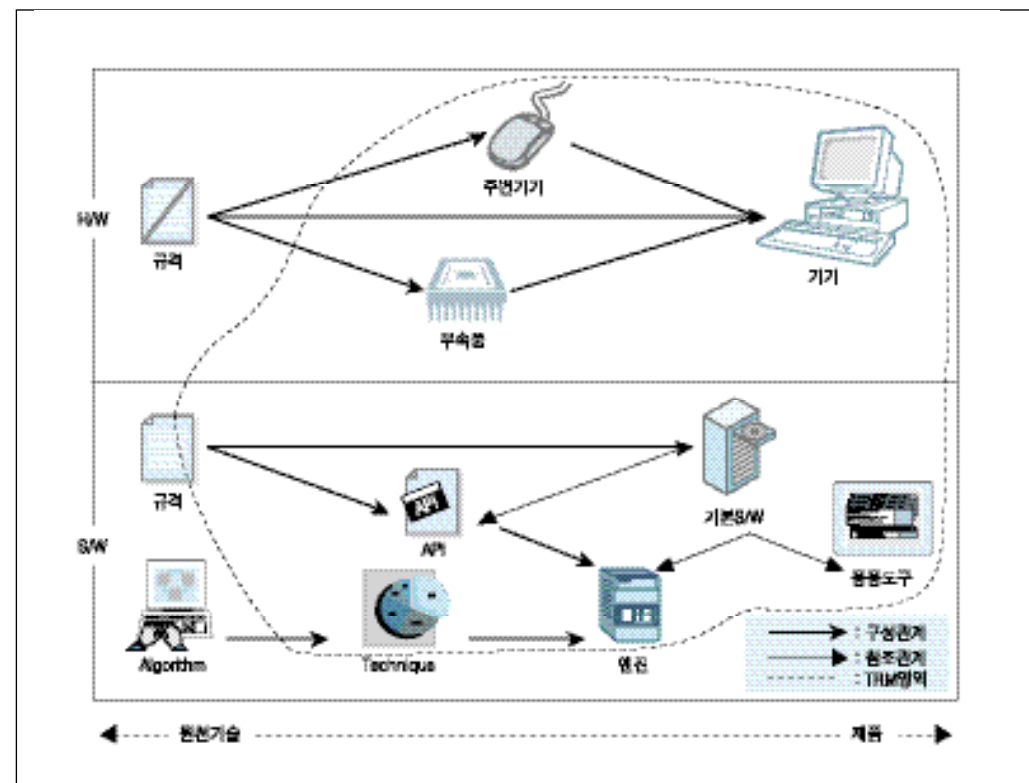 주변기기
H/W
규격
기기
부속품
규격
API
API
기본S/W
S/W
응용도구
Algorithm
Technique
엔진
: 구성관계
: 참조관계
: TRM영역
원천기술
제품